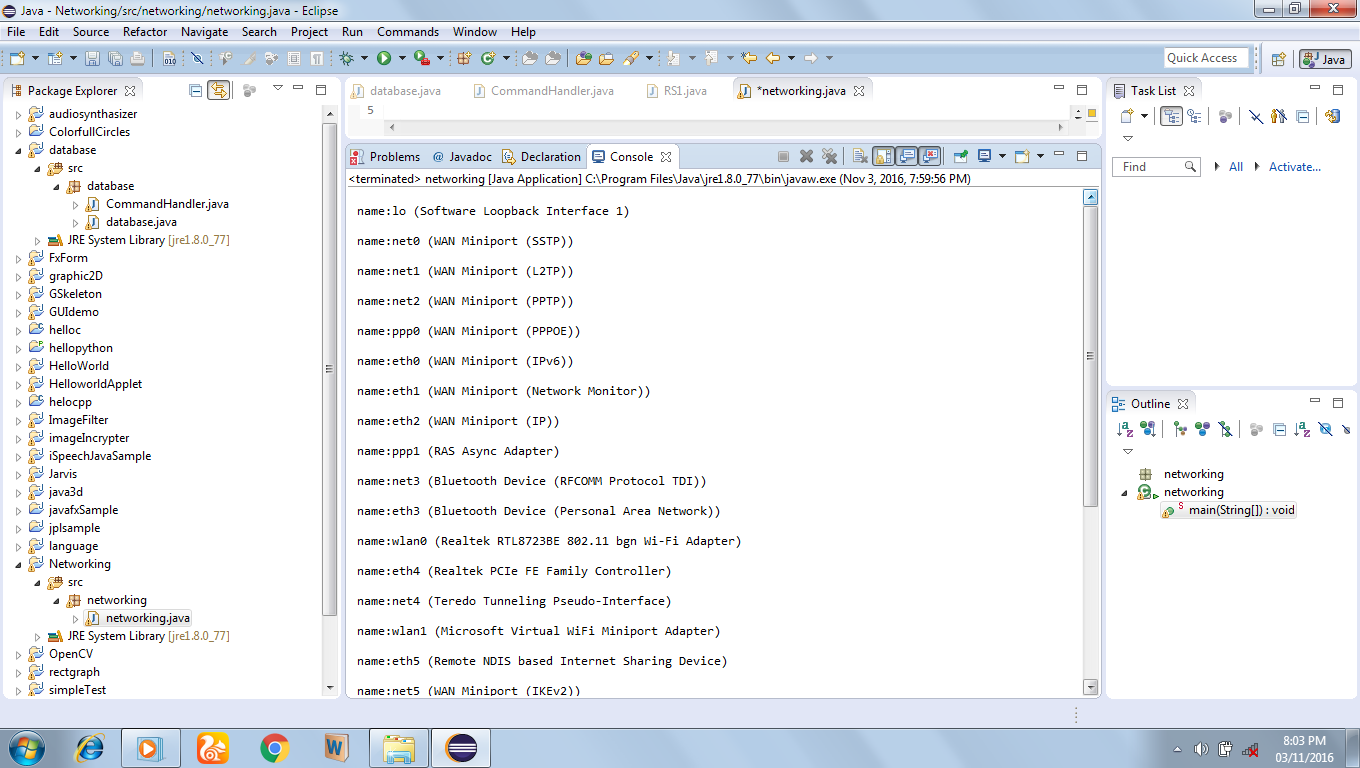 Java - Networking/src/networking/networking.java - Eclipse
File Edit Source Refactor Navigate Search Project Run Commands Window Help
Quick Access
Java
Package Explorer
audiosynthasizer
ColorfullCircles
database
src
database
CommandHandler.java
database.java
JRE System Library [jre1.8.0_77]
FxForm
graphic2D
GSkeleton
GUIdemo
helloc
hellopython
HelloWorld
HelloworldApplet
helocpp
ImageFilter
imageIncrypter
iSpeechJavaSample
Jarvis
java3d
javafxSample
jplsample
language
Networking
src
networking
networking.java
JRE System Library [jre1.8.0_77]
OpenCV
rectgraph
simpleTest
database.java CommandHandler.java RS1.java *networking.java
5
Problems @ Javadoc Declaration Console
<terminated> networking [Java Application] C:\Program Files\Java\jre1.8.0_77\bin\javaw.exe (Nov 3, 2016, 7:59:56 PM)
name:lo (Software Loopback Interface 1)
name:net0 (WAN Miniport (SSTP))
name:net1 (WAN Miniport (L2TP))
name:net2 (WAN Miniport (PPTP))
name:ppp0 (WAN Miniport (PPPOE))
name:eth0 (WAN Miniport (IPv6))
name:eth1 (WAN Miniport (Network Monitor))
name:eth2 (WAN Miniport (IP))
name:ppp1 (RAS Async Adapter)
name:net3 (Bluetooth Device (RFCOMM Protocol TDI))
name:eth3 (Bluetooth Device (Personal Area Network))
name:wlan0 (Realtek RTL8723BE 802.11 bgn Wi-Fi Adapter)
name:eth4 (Realtek PCIe FE Family Controller)
name:net4 (Teredo Tunneling Pseudo-Interface)
name:wlan1 (Microsoft Virtual WiFi Miniport Adapter)
name:eth5 (Remote NDIS based Internet Sharing Device)
name:net5 (WAN Miniport (IKEv2))
Task List
Find All Activate...
Outline
networking
networking
S main(String[]) : void
8:03 PM
03/11/2016